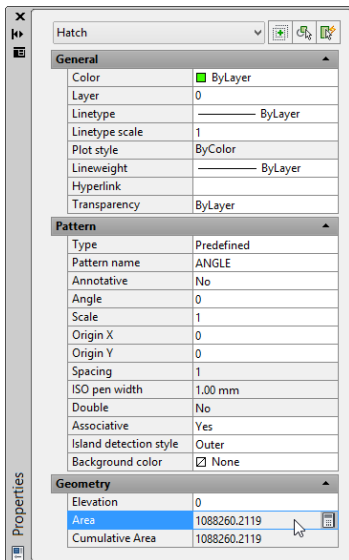 Hatch
General
Color ByLayer
Layer 0
Linetype ByLayer
Linetype scale 1
Plot style ByColor
Lineweight ByLayer
Hyperlink
Transparency ByLayer
Pattern
Type Predefined
Pattern name ANGLE
Annotative No
Angle 0
Scale 1
Origin X 0
Origin Y 0
Spacing 1
ISO pen width 1.00 mm
Double No
Associative Yes
Island detection style Outer
Background color None
Geometry
Elevation 0
Area 1088260.2119
Cumulative Area 1088260.2119
Properties